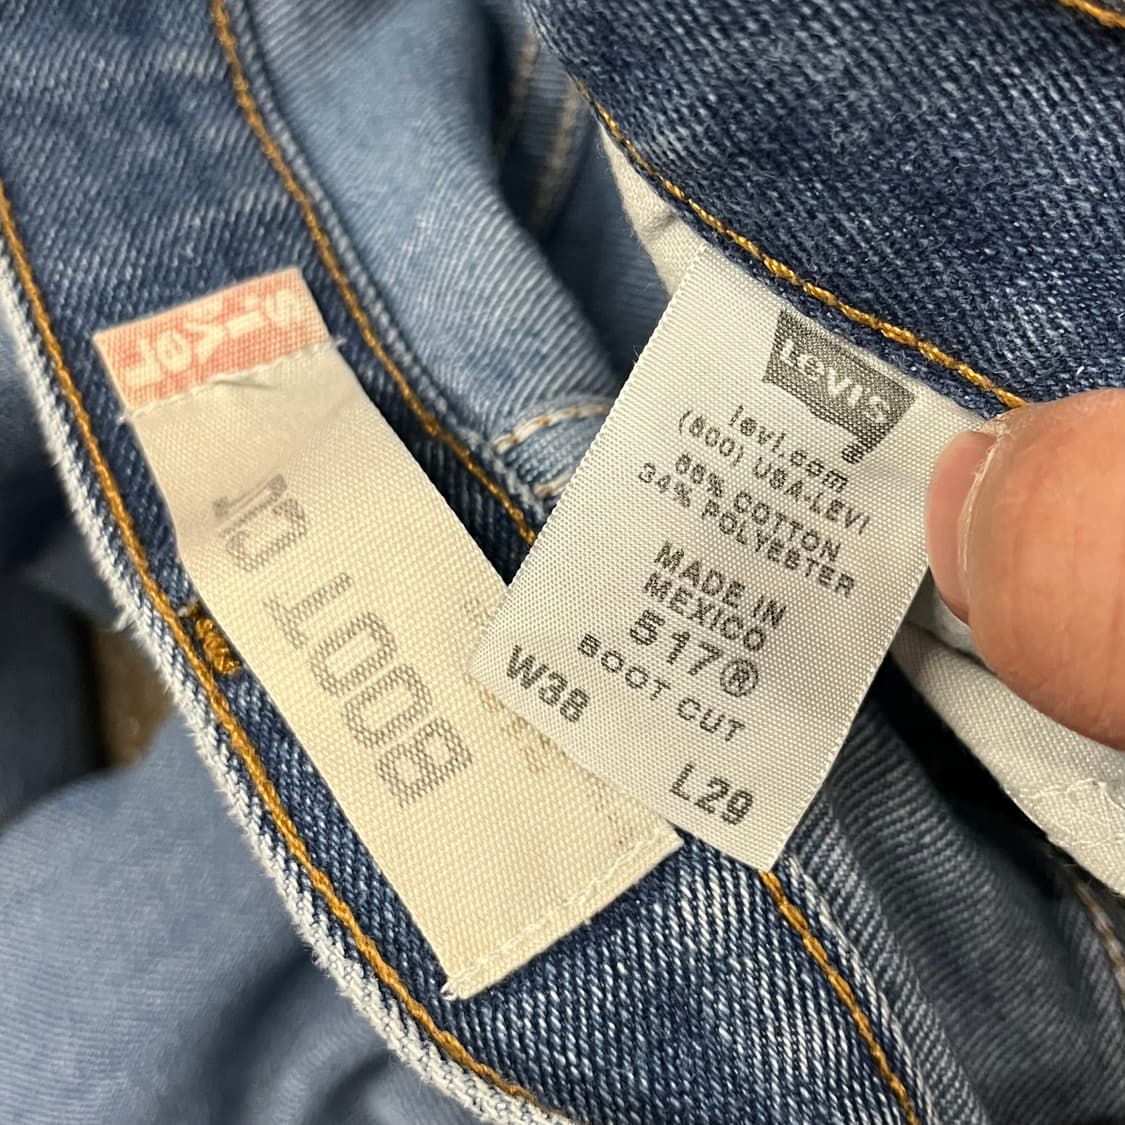 LEVI'S
BOOT CUT
LEVI'S
levi.com
(800) USA-LEVI
66% COTTON
34% POLYESTER
MADE IN
MEXICO
517®
BOOT CUT
W38
L29